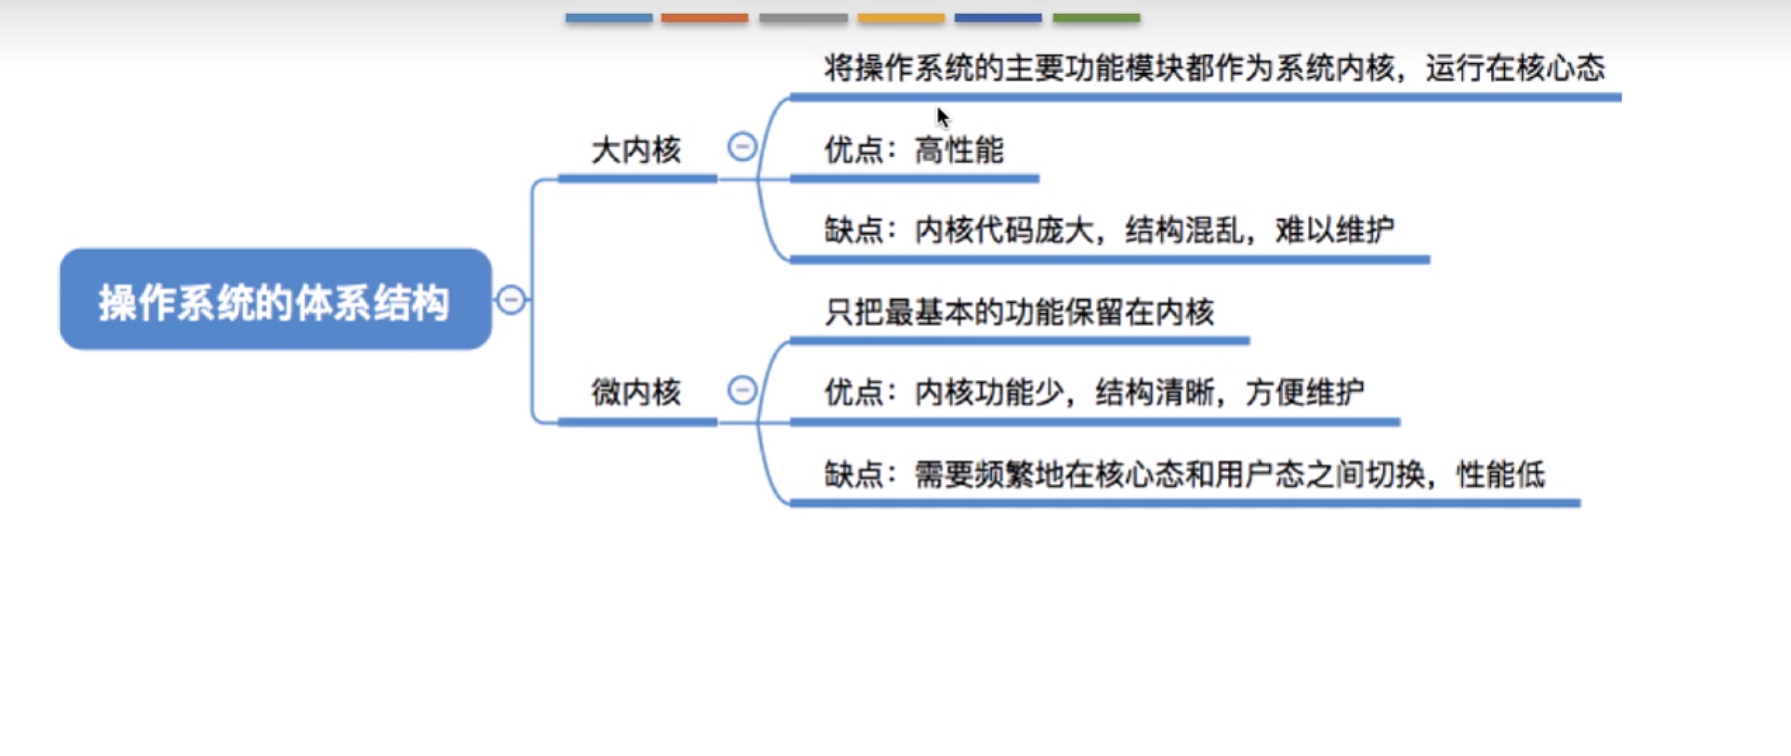 将操作系统的主要功能模块都作为系统内核，运行在核心态
大内核
优点：高性能
缺点：内核代码庞大，结构混乱，难以维护
操作系统的体系结构
只把最基本的功能保留在内核
微内核
优点：内核功能少，结构清晰，方便维护
缺点：需要频繁地在核心态和用户态之间切换，性能低